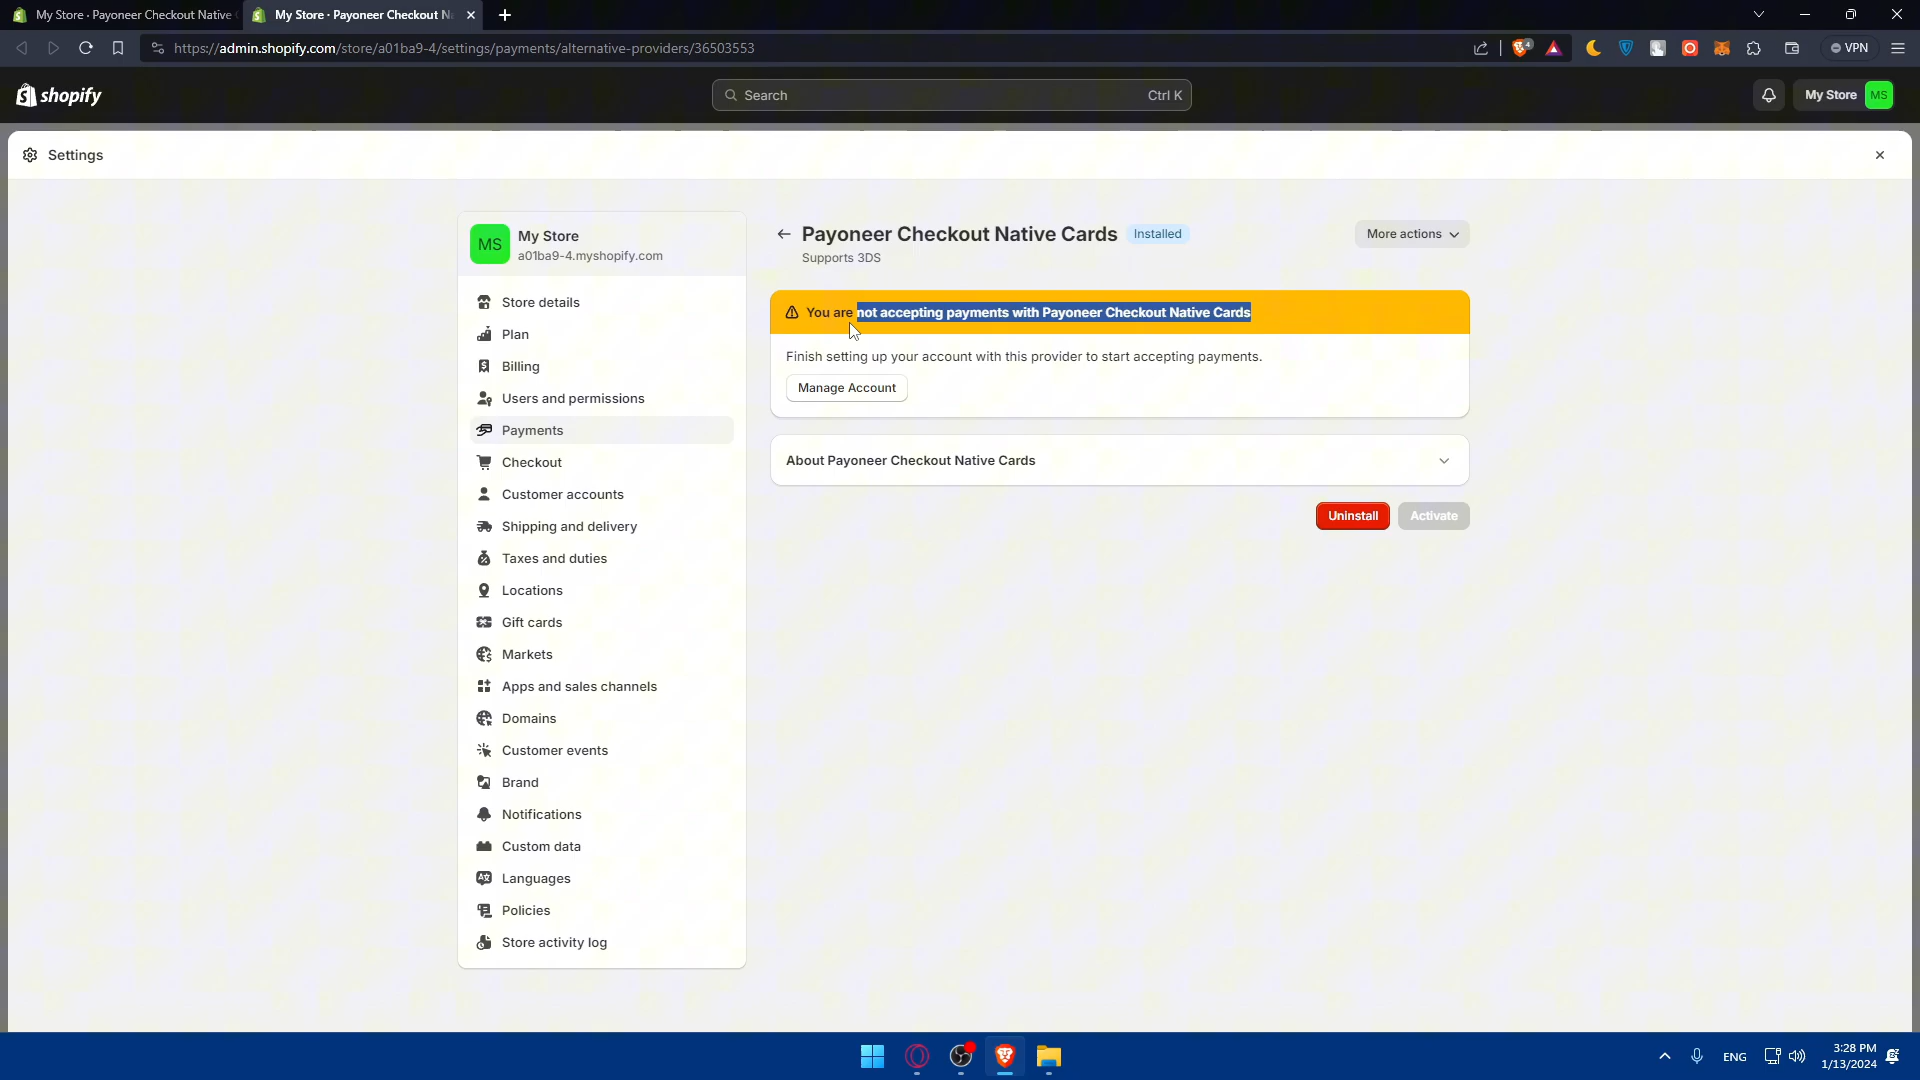 My Store · Payoneer Checkout Native
My Store · Payoneer Checkout N
https://admin.shopify.com/store/a01ba9-4/settings/payments/alternative-providers/36503553
4
VPN
shopify
Search
Ctrl K
My Store
MS
Settings
MS
My Store
a01ba9-4.myshopify.com
Store details
Plan
Billing
Users and permissions
Payments
Checkout
Customer accounts
Shipping and delivery
Taxes and duties
Locations
Gift cards
Markets
Apps and sales channels
Domains
Customer events
Brand
Notifications
Custom data
Languages
Policies
Store activity log
Payoneer Checkout Native Cards
Installed
More actions
Supports 3DS
You are not accepting payments with Payoneer Checkout Native Cards
Finish setting up your account with this provider to start accepting payments.
Manage Account
About Payoneer Checkout Native Cards
Uninstall
Activate
ENG
3:28 PM
1/13/2024